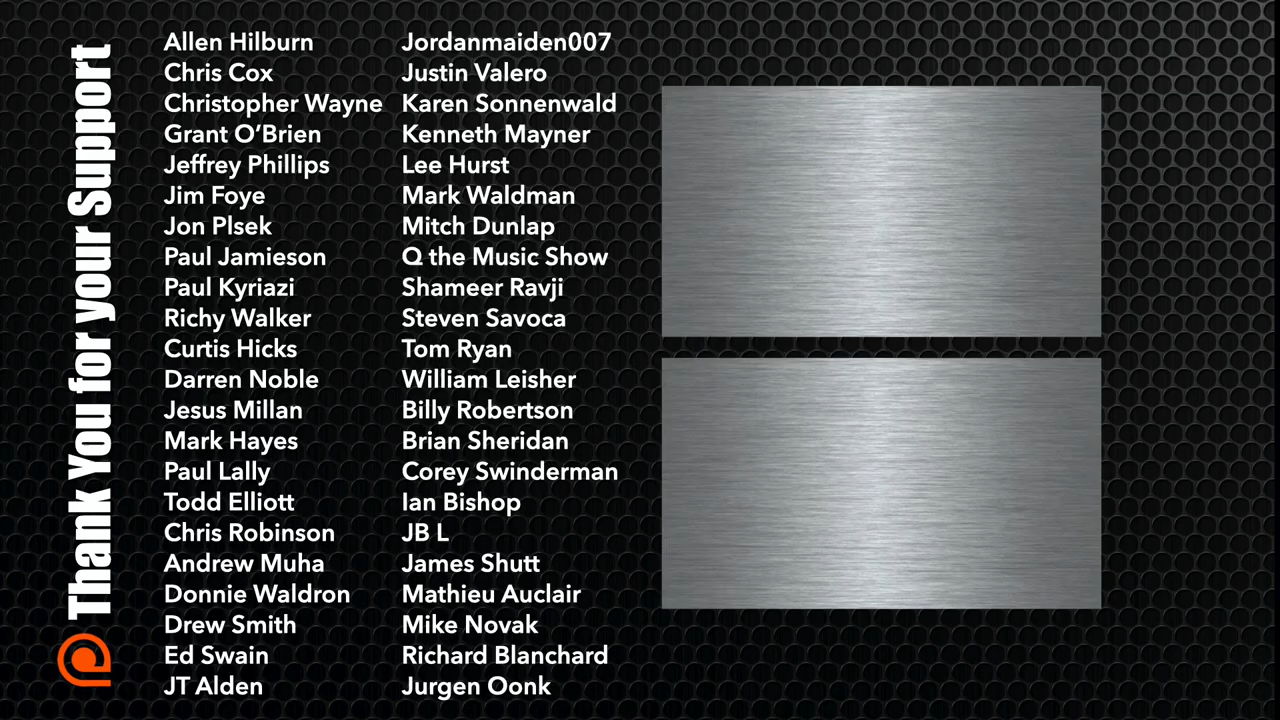 Thank You for your Support
Allen Hilburn
Chris Cox
Christopher Wayne
Grant O’Brien
Jeffrey Phillips
Jim Foye
Jon Plsek
Paul Jamieson
Paul Kyriazi
Richy Walker
Curtis Hicks
Darren Noble
Jesus Millan
Mark Hayes
Paul Lally
Todd Elliott
Chris Robinson
Andrew Muha
Donnie Waldron
Drew Smith
Ed Swain
JT Alden
Jordanmaiden007
Justin Valero
Karen Sonnenwald
Kenneth Mayner
Lee Hurst
Mark Waldman
Mitch Dunlap
Q the Music Show
Shameer Ravji
Steven Savoca
Tom Ryan
William Leisher
Billy Robertson
Brian Sheridan
Corey Swinderman
Ian Bishop
JB L
James Shutt
Mathieu Auclair
Mike Novak
Richard Blanchard
Jurgen Oonk